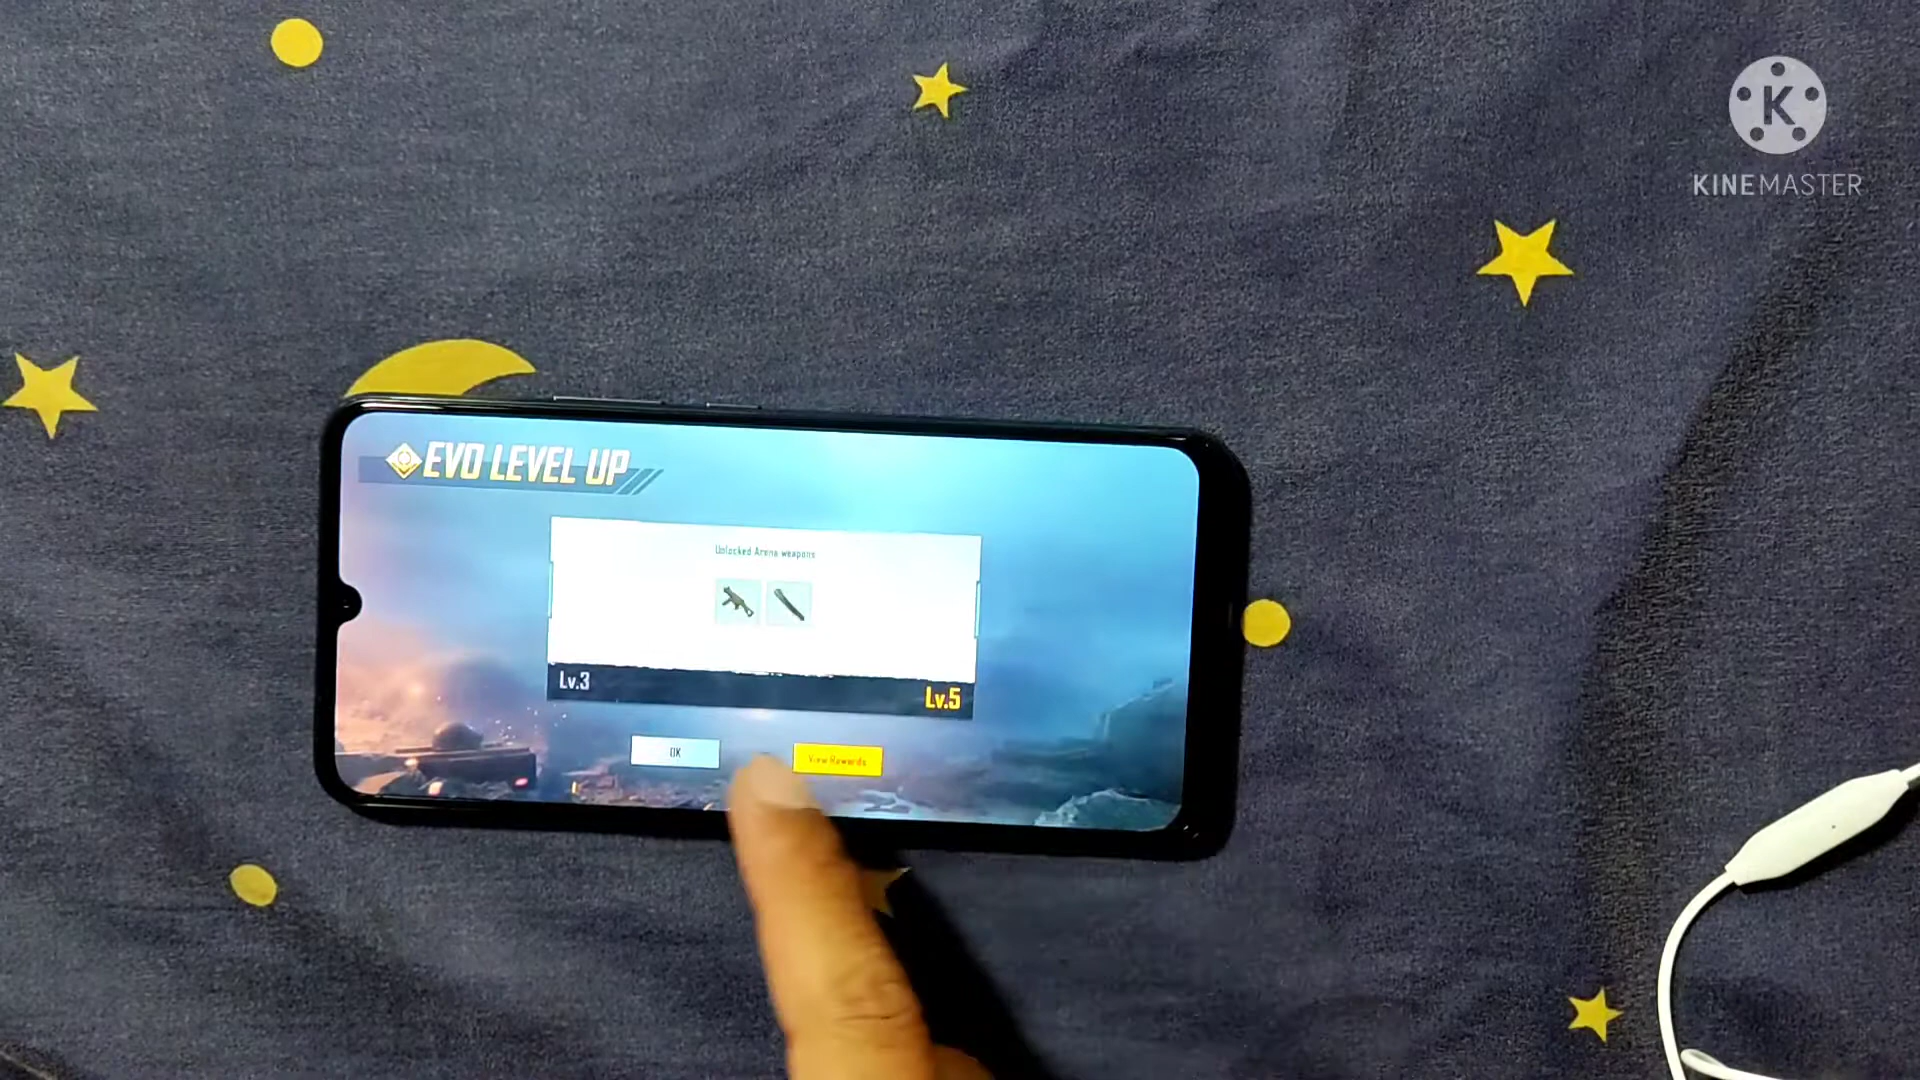 K
KINEMASTER
EVO LEVEL UP
Unlocked Arena weapons
Lv.3
Lv.5
OK
View Rewards